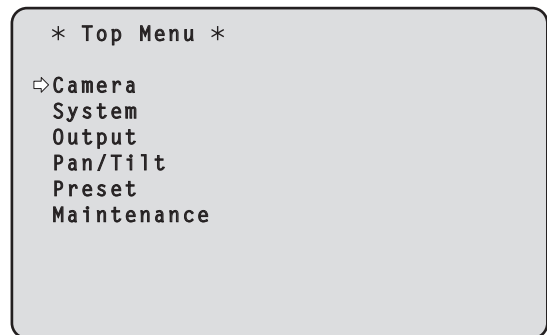 * Top Menu *
⇨Camera
System
Output
Pan/Tilt
Preset
Maintenance